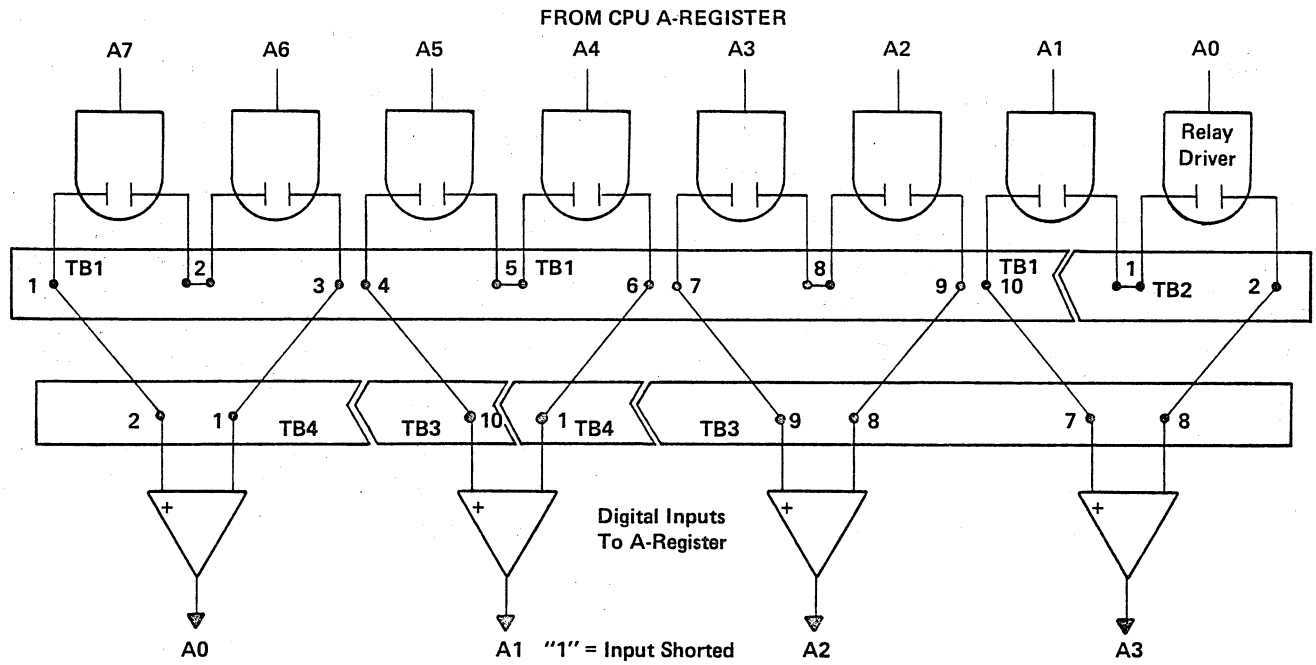 FROM CPU A-REGISTER
A7 A6 A5 A4 A3 A2 A1 A0
Relay
Driver
TB1 2 5 TB1 8 TB1 1
1 3 4 6 7 9 10 TB2 2
2 1 TB4 TB3 10 1 TB4 TB3 9 8 7 8
+ + + +
Digital Inputs
To A-Register
A0 A1 "1" = Input Shorted A2 A3